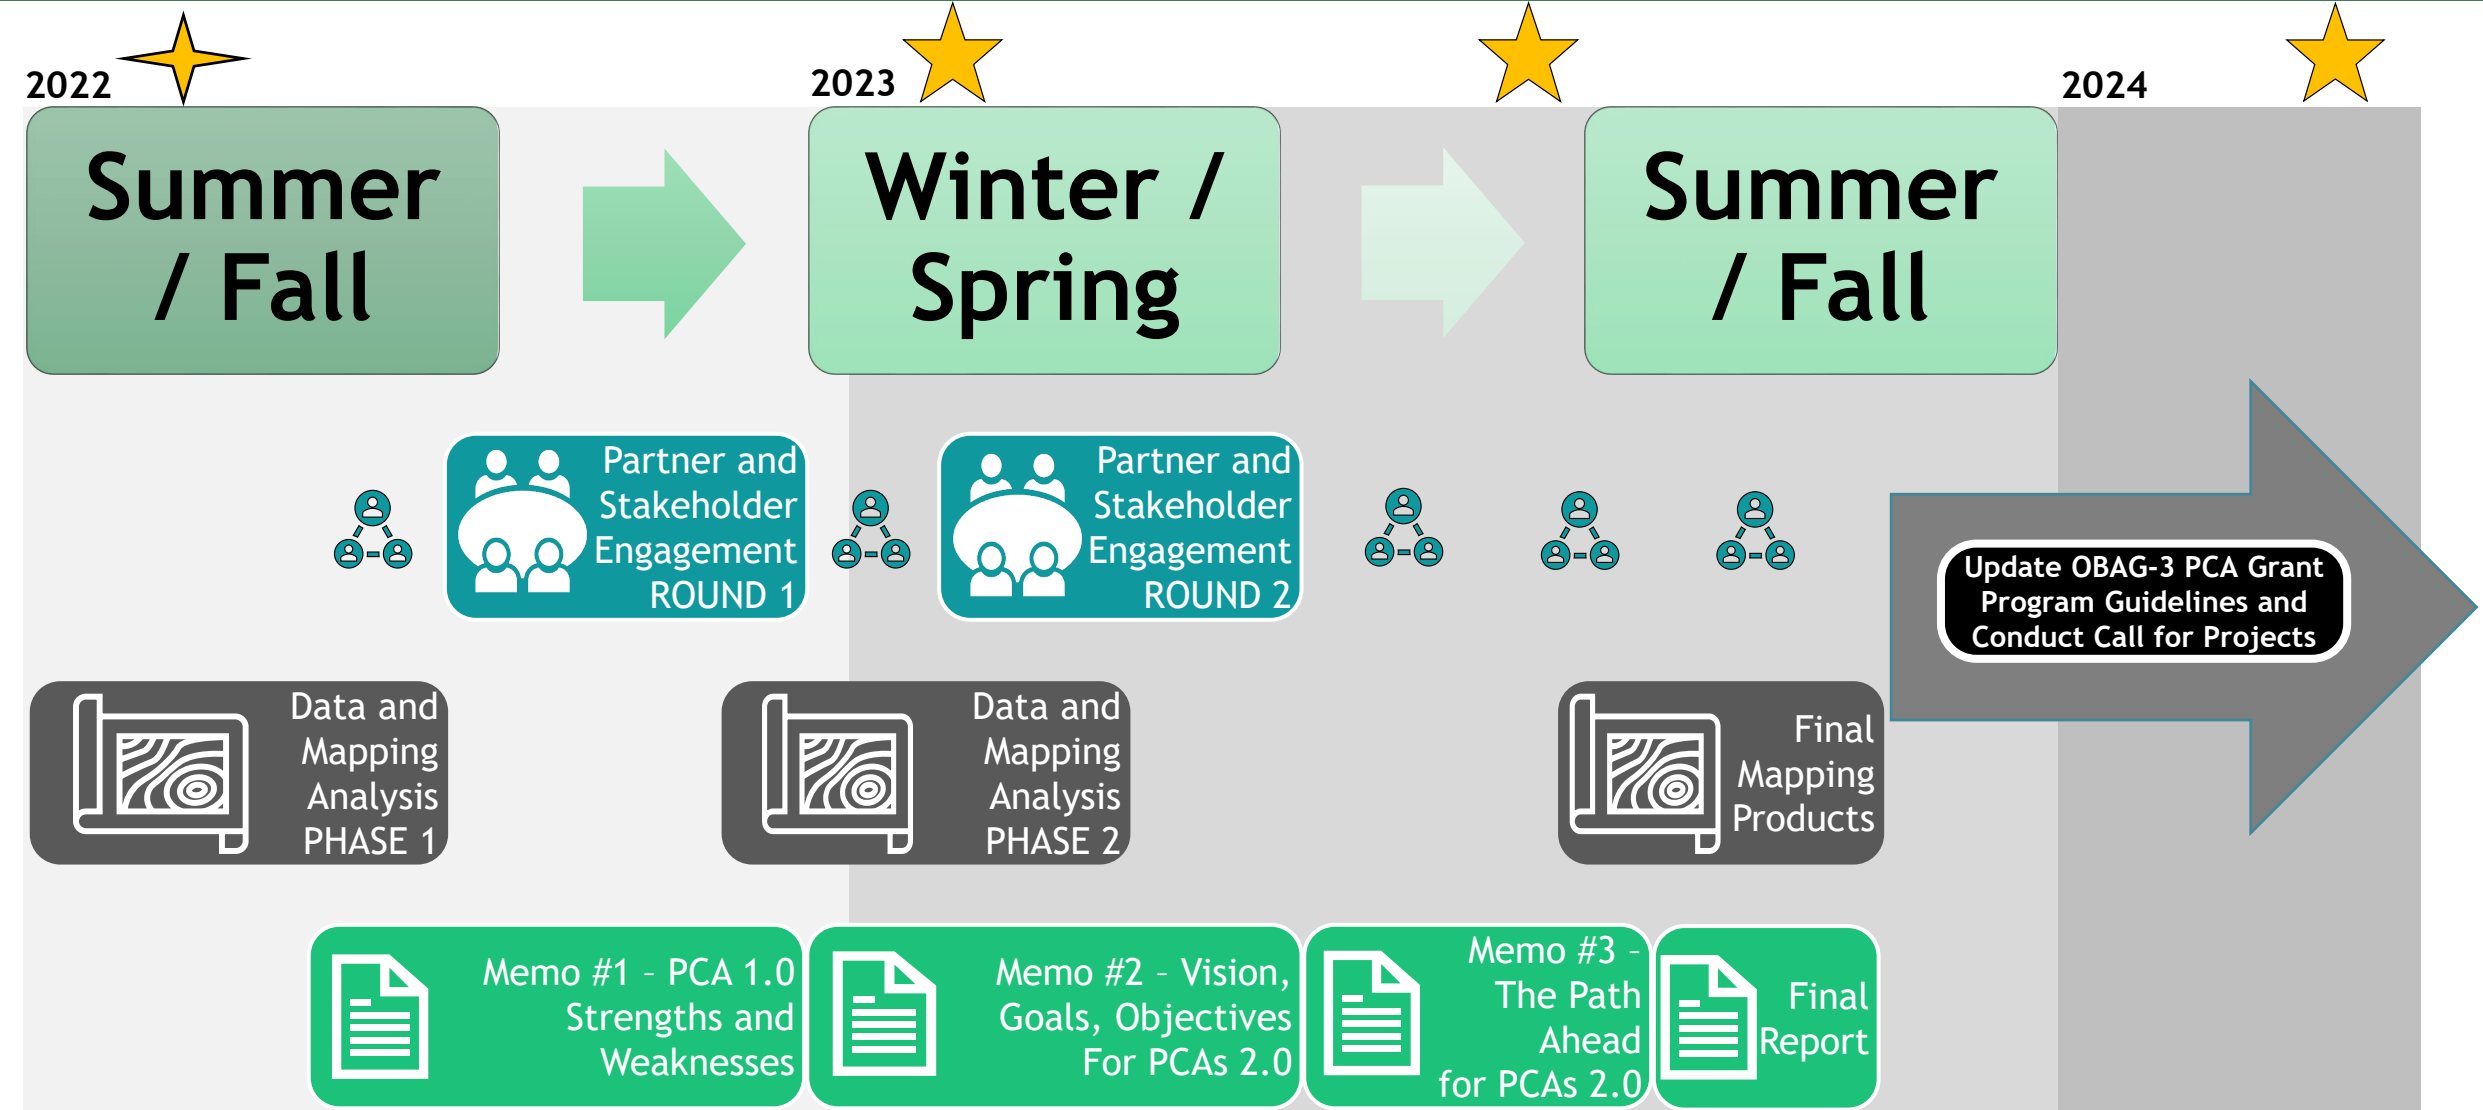 2022
2023
2024
Summer
/ Fall
Winter /
Spring
Summer
/ Fall
Partner and
Stakeholder
Engagement
ROUND 1
Partner and
Stakeholder
Engagement
ROUND 2
Update OBAG-3 PCA Grant
Program Guidelines and
Conduct Call for Projects
Data and
Mapping
Analysis
PHASE 1
Data and
Mapping
Analysis
PHASE 2
Final
Mapping
Products
Memo #1 – PCA 1.0
Strengths and
Weaknesses
Memo #2 – Vision,
Goals, Objectives
For PCAs 2.0
Memo #3 –
The Path
Ahead
for PCAs 2.0
Final
Report